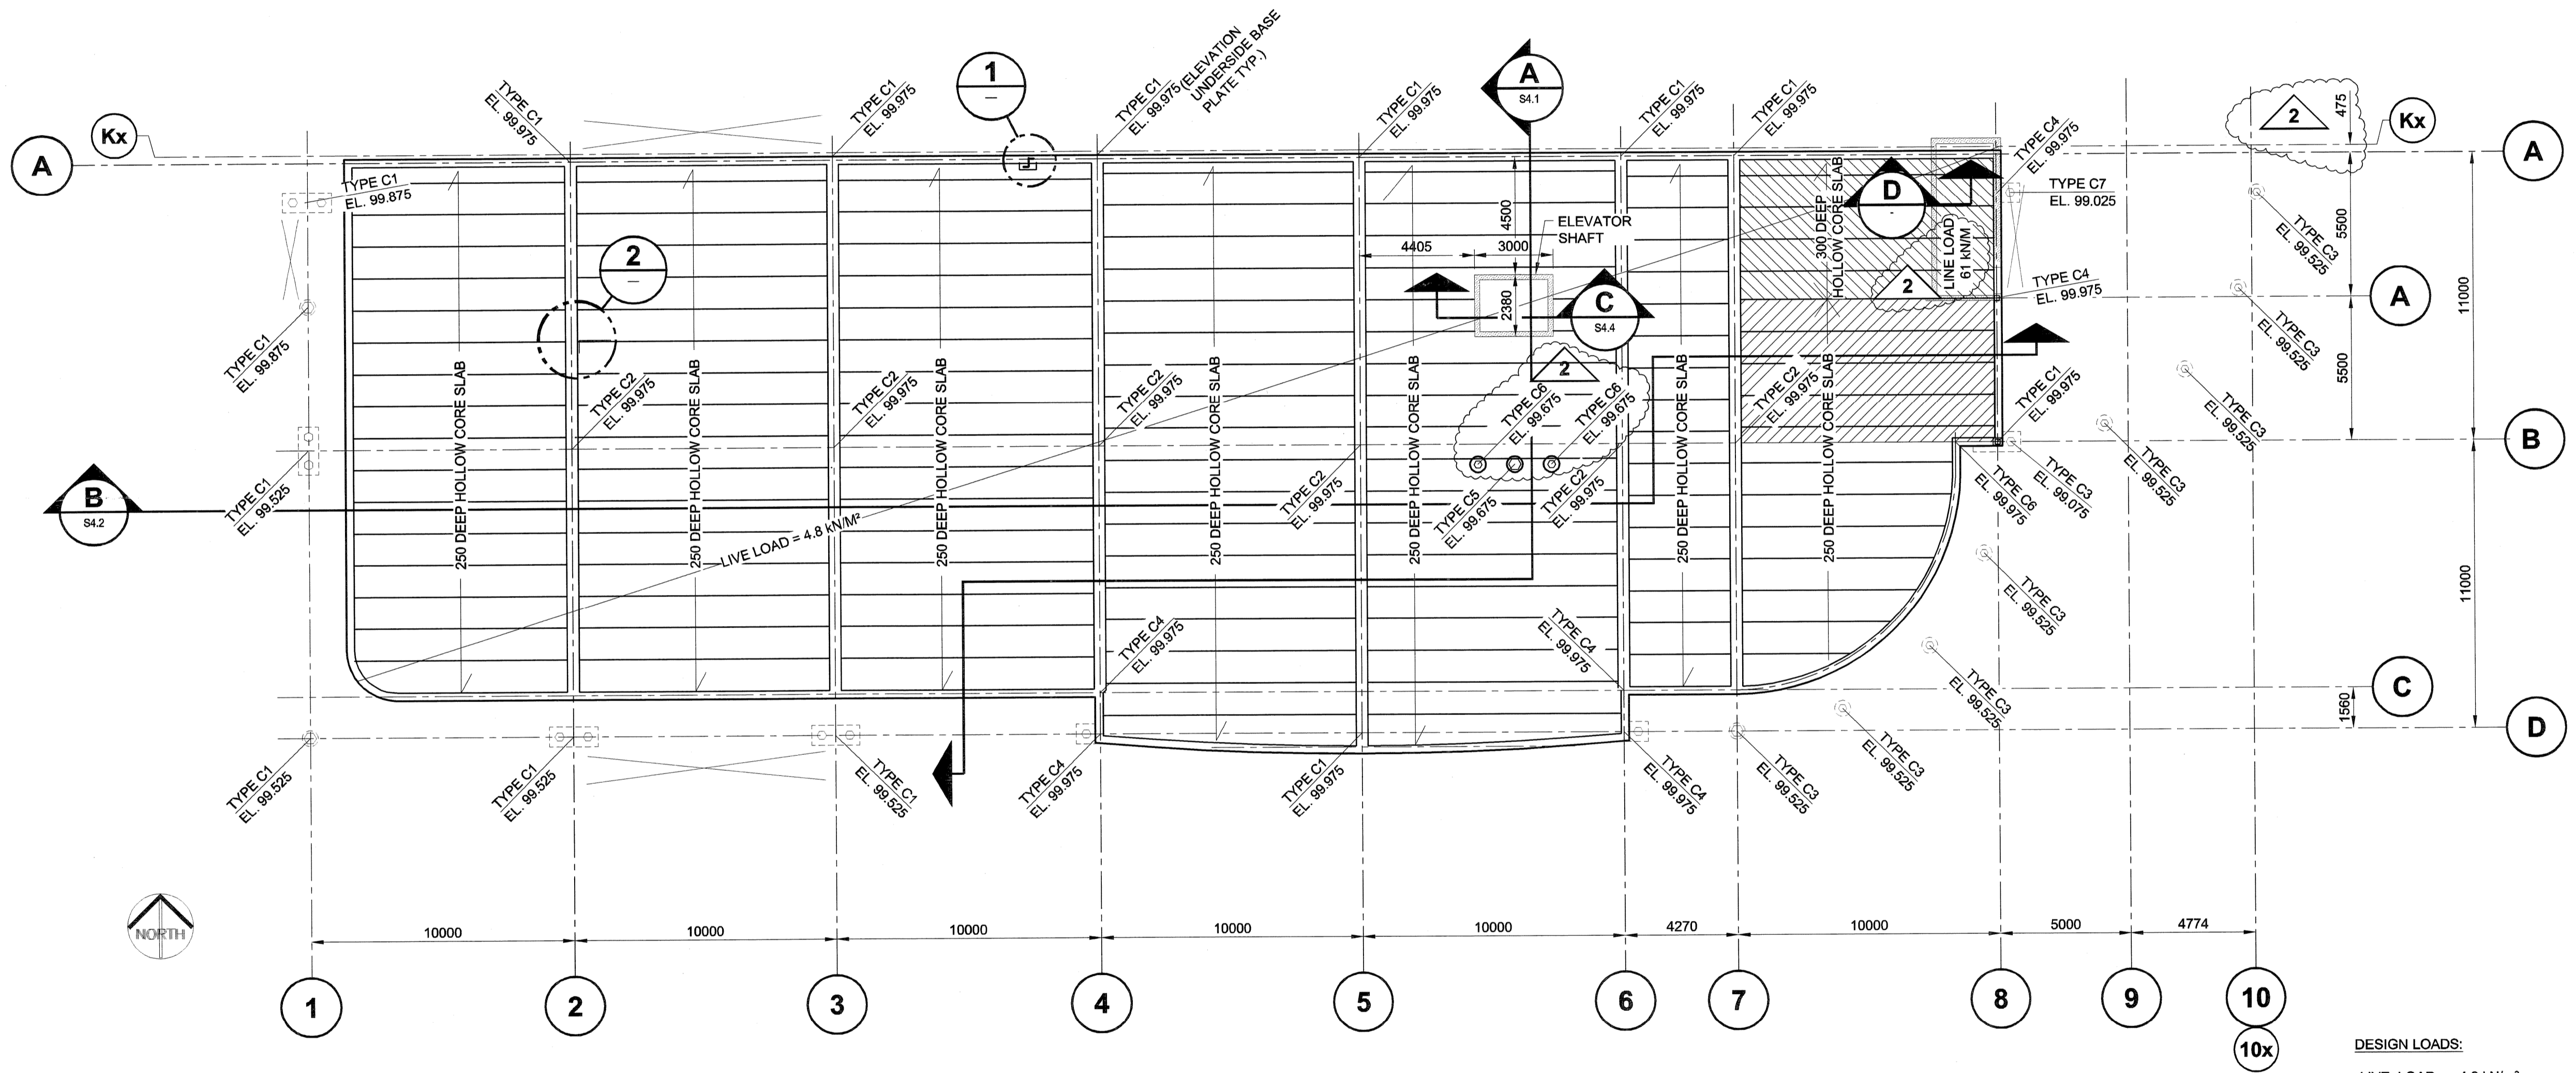 TYPE C1
EL. 99.975
TYPE C1
EL. 99.975
1
—
TYPE C1
EL. 99.975 (ELEVATION
UNDERSIDE BASE
PLATE TYP.)
TYPE C1
EL. 99.975
A
S4.1
TYPE C1
EL. 99.975
TYPE C1
EL. 99.975
TYPE C4
EL. 99.975
2
475
Kx
Kx
A
A
TYPE C1
EL. 99.875
4500
ELEVATOR
SHAFT
4405
3000
2380
C
S4.4
300 DEEP
HOLLOW CORE SLAB
D
-
LINE LOAD
61 kN/M
2
TYPE C7
EL. 99.025
TYPE C3
EL. 99.525
5500
11000
2
—
TYPE C4
EL. 99.975
A
TYPE C1
EL. 99.875
TYPE C3
EL. 99.525
5500
250 DEEP HOLLOW CORE SLAB
250 DEEP HOLLOW CORE SLAB
250 DEEP HOLLOW CORE SLAB
250 DEEP HOLLOW CORE SLAB
250 DEEP HOLLOW CORE SLAB
250 DEEP HOLLOW CORE SLAB
250 DEEP HOLLOW CORE SLAB
TYPE C2
EL. 99.975
TYPE C2
EL. 99.975
TYPE C2
EL. 99.975
2
TYPE C6
EL. 99.675
TYPE C6
EL. 99.675
TYPE C2
EL. 99.975
TYPE C1
EL. 99.975
TYPE C3
EL. 99.525
B
B
S4.2
TYPE C1
EL. 99.525
TYPE C2
EL. 99.975
TYPE C5
EL. 99.675
TYPE C2
EL. 99.975
TYPE C6
EL. 99.975
TYPE C3
EL. 99.075
TYPE C3
EL. 99.525
LIVE LOAD = 4.8 kN/M²
11000
TYPE C3
EL. 99.525
TYPE C4
EL. 99.975
TYPE C4
EL. 99.975
TYPE C3
EL. 99.525
C
1560
D
TYPE C1
EL. 99.525
TYPE C1
EL. 99.525
TYPE C1
EL. 99.525
TYPE C4
EL. 99.975
TYPE C1
EL. 99.975
TYPE C4
EL. 99.975
TYPE C3
EL. 99.525
TYPE C3
EL. 99.525
NORTH
10000
10000
10000
10000
10000
4270
10000
5000
4774
1
2
3
4
5
6
7
8
9
10
10x
DESIGN LOADS: